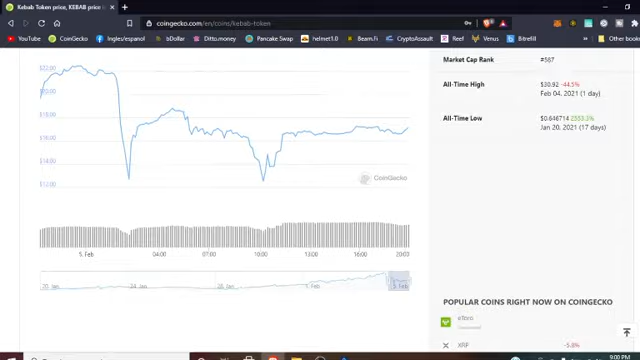 Kebab Token price, KEBAB price i
coingecko.com/en/coins/kebab-token
YouTube
CoinGecko
Ingles/espanol
bDollar
Ditto.money
Pancake Swap
helmet1.0
Beam.Fi
CryptoAssault
Reef
Venus
Bitrefill
Other book
Market Cap Rank #587
$22.00
$20.00
$18.00
$16.00
$14.00
$12.00
All-Time High $30.92 -44.5%
Feb 04, 2021 (1 day)
All-Time Low
Jan 20, 2021 (17 days)
CoinGecko
5. Feb 04:00 07:00 10:00 13:00 16:00 20:00
20. Jan 24. Jan 1. Feb 5. Feb
POPULAR COINS RIGHT NOW ON COINGECKO
eToro
XRP -5.8%
9:00 PM